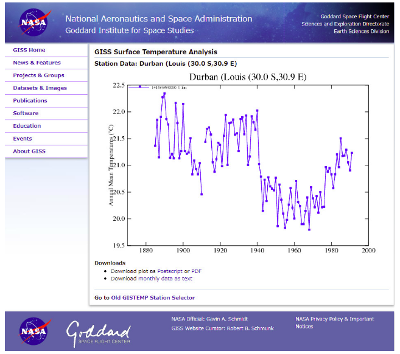 NASA
National Aeronautics and Space Administration
Goddard Institute for Space Studies
Goddard Space Flight Center
Sciences and Exploration Directorate
Earth Sciences Division
GISS Home
News & Features
Projects & Groups
Datasets & Images
Publications
Software
Education
Events
About GISS
GISS Surface Temperature Analysis
Station Data: Durban (Louis (30.0 S,30.9 E)
Durban (Louis (30.0 S,30.9 E)
Annual Mean Temperature (°C)
22.5
22.0
21.5
21.0
20.5
20.0
19.5
1880
1900
1920
1940
1960
1980
2000
Downloads
Download plot as Postscript or PDF
Download monthly data as text
Go to Old GISTEMP Station Selector
NASA
Goddard
SPACE FLIGHT CENTER
NASA Official: Gavin A. Schmidt
GISS Website Curator: Robert B. Schmunk
NASA Privacy Policy & Important
Notices